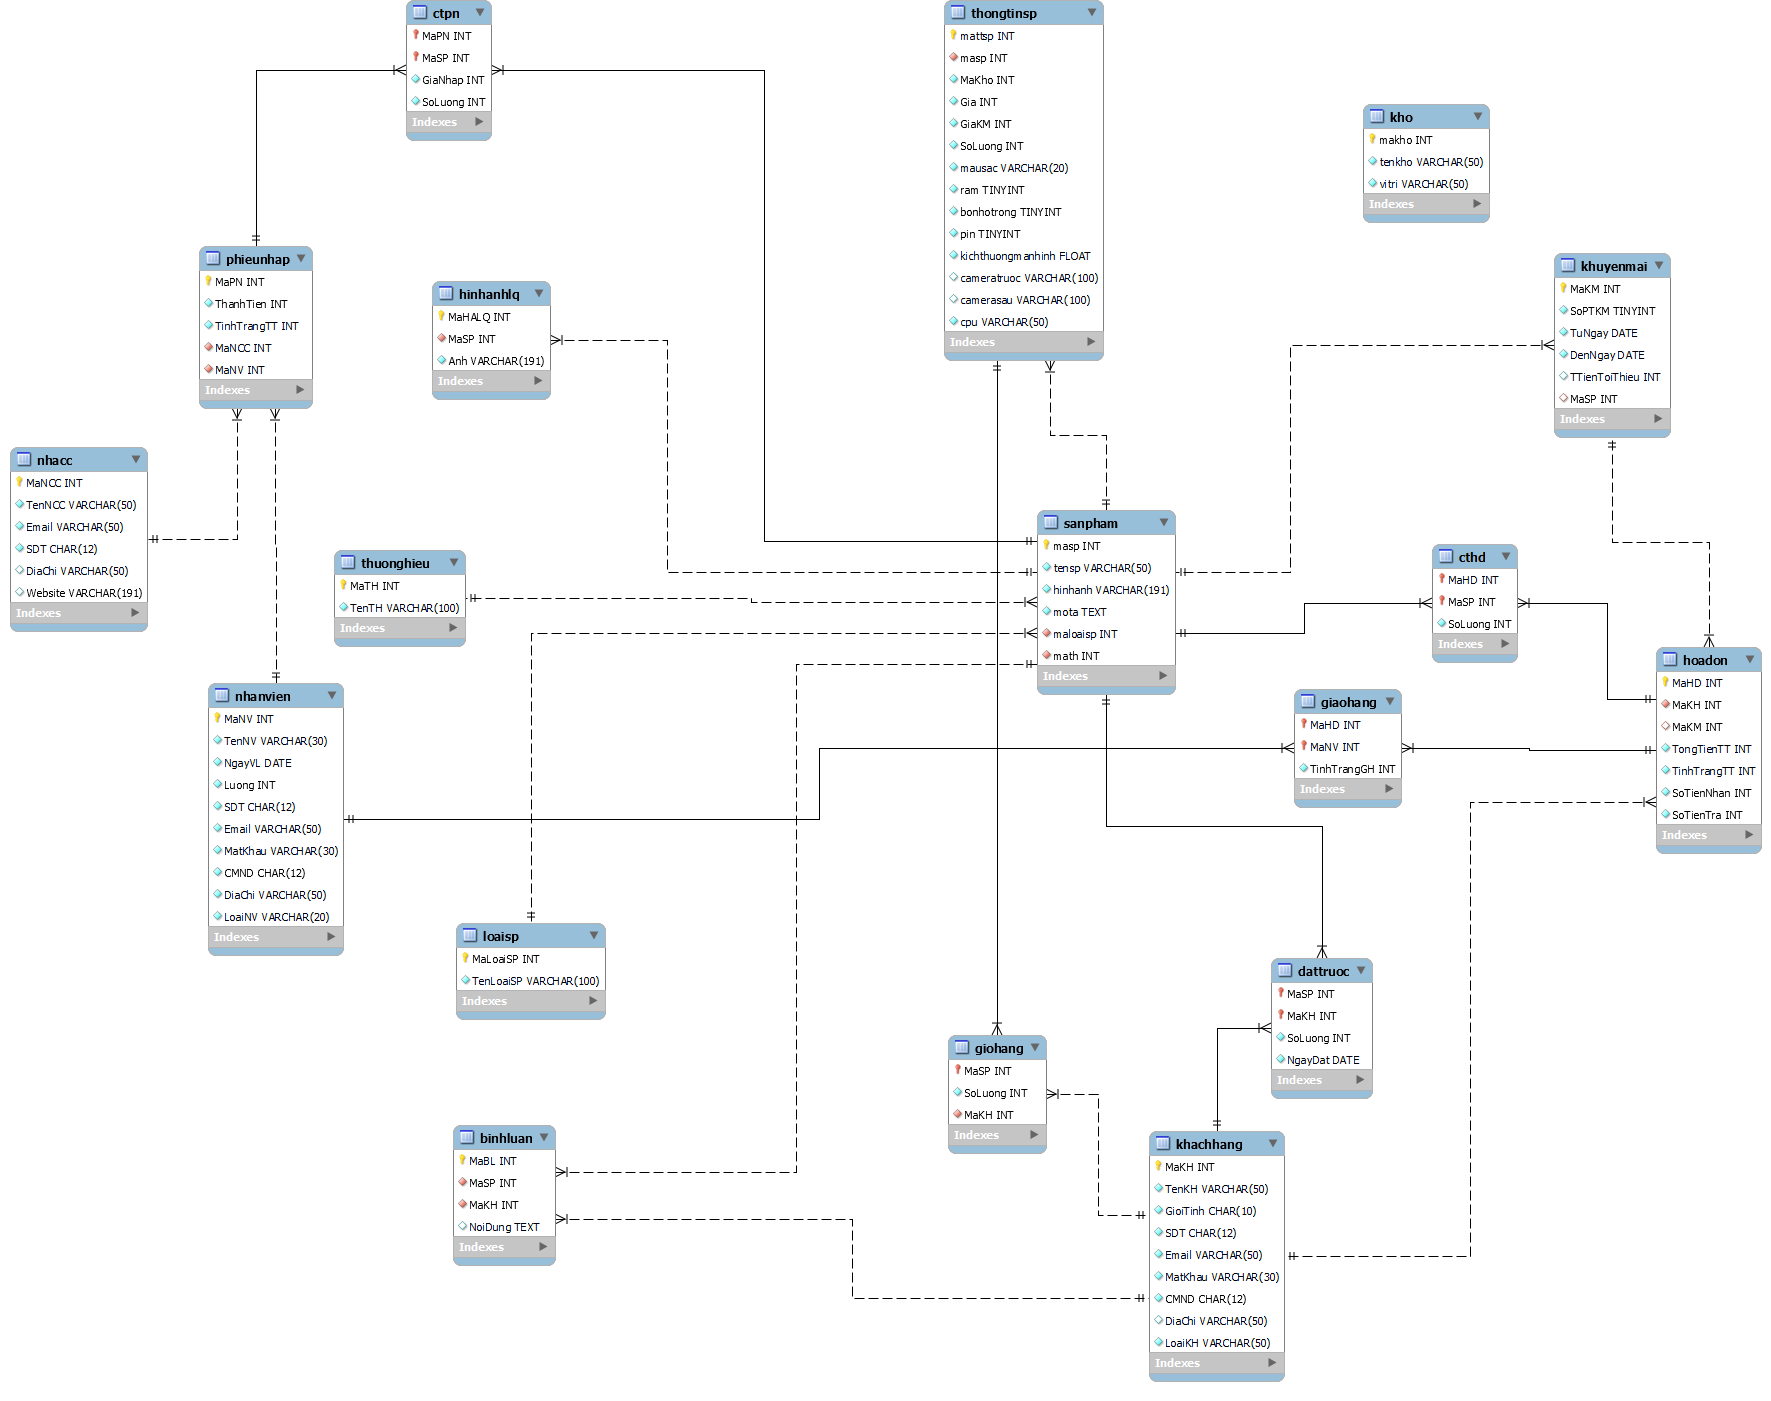 ctpn
MaPN INT
MaSP INT
GiaNhap INT
SoLuong INT
Indexes
thongtinsp
mattsp INT
masp INT
MaKho INT
Gia INT
GiaKM INT
SoLuong INT
mausac VARCHAR(20)
ram TINYINT
bonhotrong TINYINT
pin TINYINT
kichthuongmanhinh FLOAT
cameratruoc VARCHAR(100)
camerasau VARCHAR(100)
cpu VARCHAR(50)
Indexes
kho
makho INT
tenkho VARCHAR(50)
vitri VARCHAR(50)
Indexes
phieunhap
MaPN INT
ThanhTien INT
TinhTrangTT INT
MaNCC INT
MaNV INT
Indexes
hinhanhlq
MaHALQ INT
MaSP INT
Anh VARCHAR(191)
Indexes
khuyenmai
MaKM INT
SoPTKM TINYINT
TuNgay DATE
DenNgay DATE
TTienToiThieu INT
MaSP INT
Indexes
nhacc
MaNCC INT
TenNCC VARCHAR(50)
Email VARCHAR(50)
SDT CHAR(12)
DiaChi VARCHAR(50)
Website VARCHAR(191)
Indexes
thuonghieu
MaTH INT
TenTH VARCHAR(100)
Indexes
sanpham
masp INT
tensp VARCHAR(50)
hinhanh VARCHAR(191)
mota TEXT
maloaisp INT
math INT
Indexes
cthd
MaHD INT
MaSP INT
SoLuong INT
Indexes
hoadon
MaHD INT
MaKH INT
MaKM INT
TongTienTT INT
TinhTrangTT INT
SoTienNhan INT
SoTienTra INT
Indexes
nhanvien
MaNV INT
TenNV VARCHAR(30)
NgayVL DATE
Luong INT
SDT CHAR(12)
Email VARCHAR(50)
MatKhau VARCHAR(30)
CMND CHAR(12)
DiaChi VARCHAR(50)
LoaiNV VARCHAR(20)
Indexes
giaohang
MaHD INT
MaNV INT
TinhTrangGH INT
Indexes
loaisp
MaLoaiSP INT
TenLoaiSP VARCHAR(100)
Indexes
dattruoc
MaSP INT
MaKH INT
SoLuong INT
NgayDat DATE
Indexes
giohang
MaSP INT
SoLuong INT
MaKH INT
Indexes
binhluan
MaBL INT
MaSP INT
MaKH INT
NoiDung TEXT
Indexes
khachhang
MaKH INT
TenKH VARCHAR(50)
GioiTinh CHAR(10)
SDT CHAR(12)
Email VARCHAR(50)
MatKhau VARCHAR(30)
CMND CHAR(12)
DiaChi VARCHAR(50)
LoaiKH VARCHAR(50)
Indexes